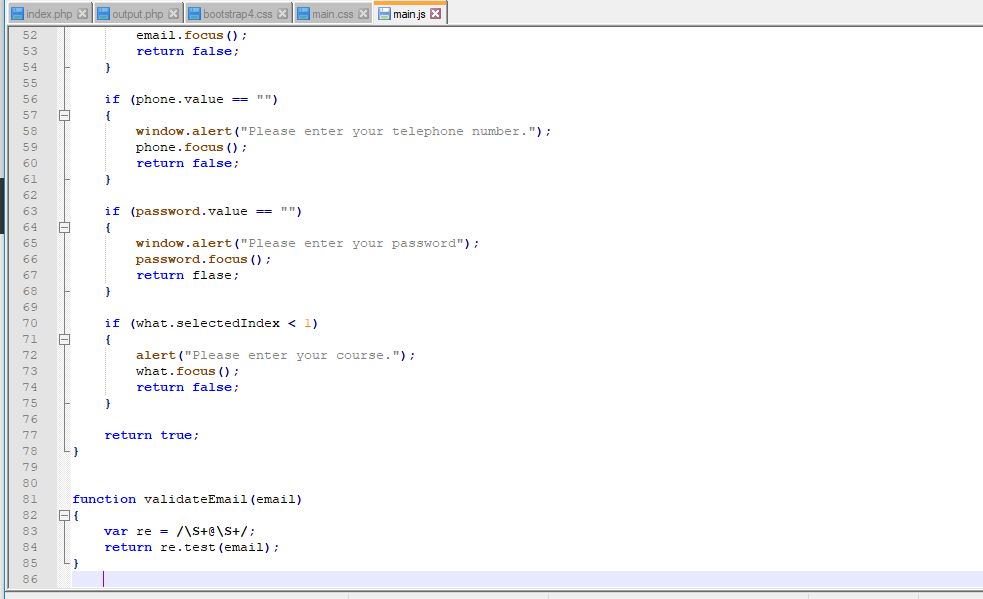 index.php output.php bootstrap4.css main.css main.js
52 email.focus();
53 return false;
54 }
55
56 if (phone.value == "")
57 {
58 window.alert("Please enter your telephone number.");
59 phone.focus();
60 return false;
61 }
62
63 if (password.value == "")
64 {
65 window.alert("Please enter your password");
66 password.focus();
67 return flase;
68 }
69
70 if (what.selectedIndex < 1)
71 {
72 alert("Please enter your course.");
73 what.focus();
74 return false;
75 }
76
77 return true;
78 }
79
80
81 function validateEmail(email)
82 {
83 var re = /\S+@\S+/;
84 return re.test(email);
85 }
86